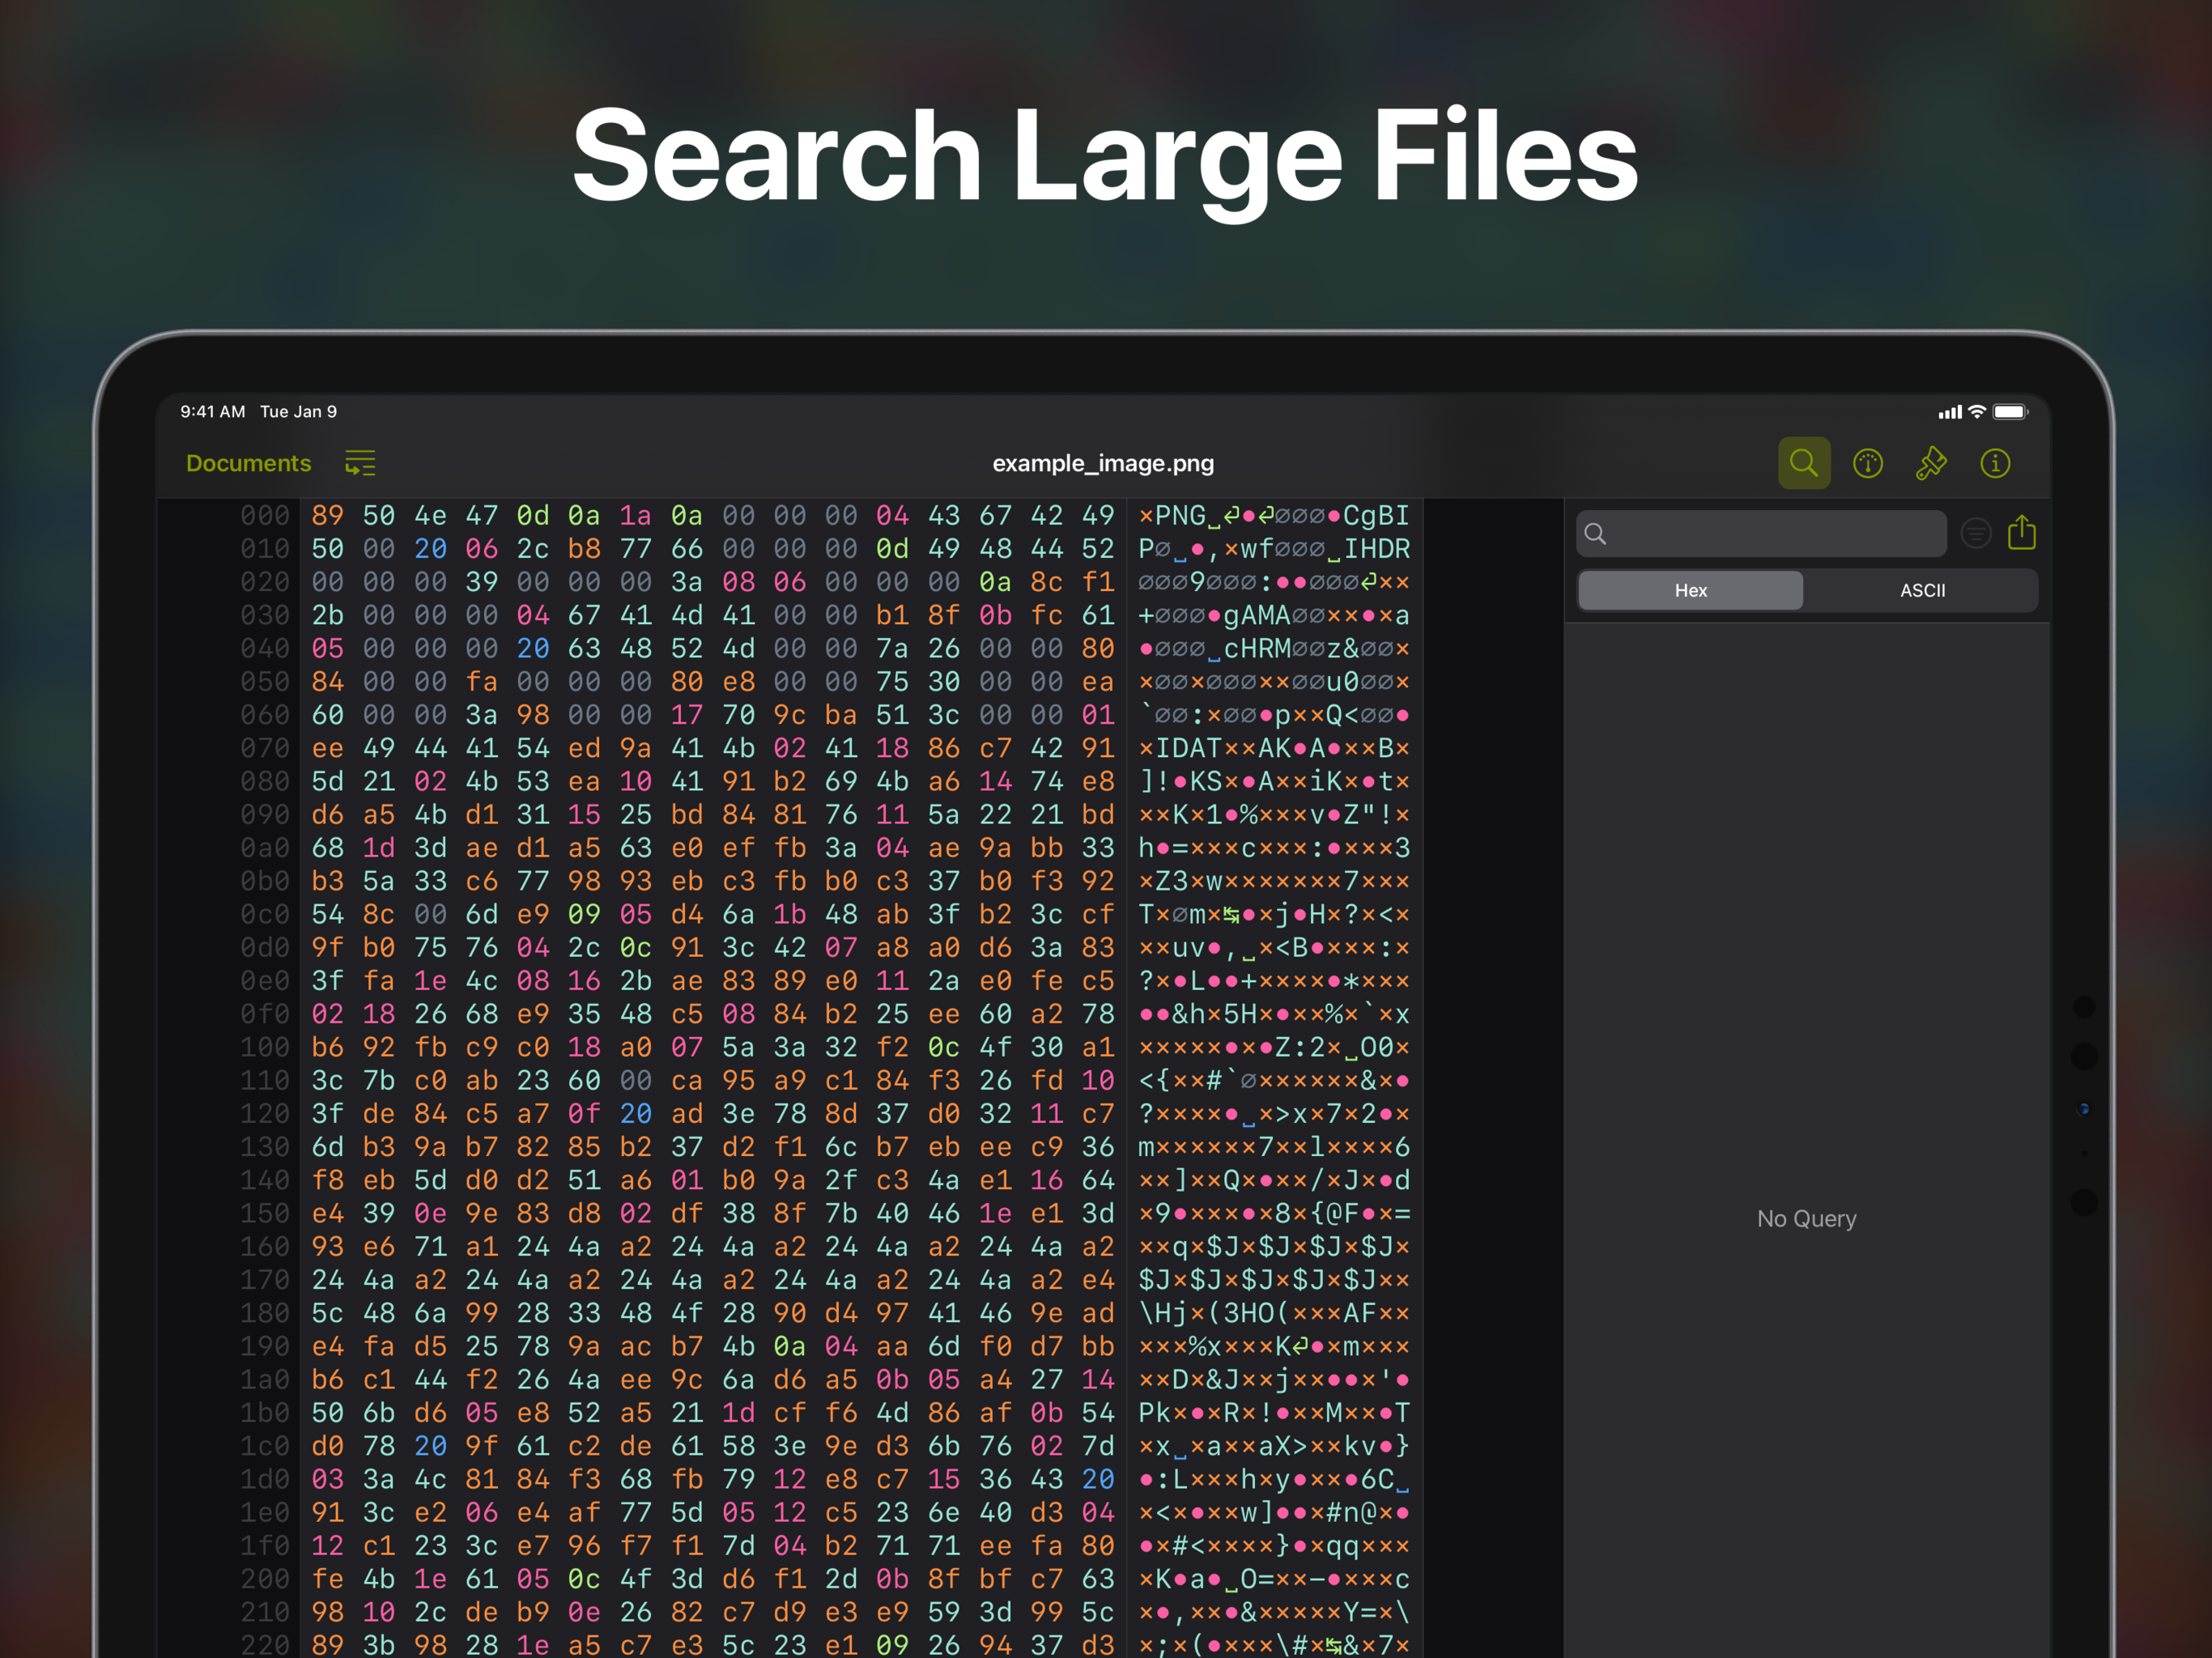 Search Large Files
9:41 AM Tue Jan 9
Documents
example_image.png
Hex
ASCII
No Query
000 89 50 4e 47 0d 0a 1a 0a 00 00 00 04 43 67 42 49 ×PNG␣⏎•⏎∅∅∅•CgBI
010 50 00 20 06 2c b8 77 66 00 00 00 0d 49 48 44 52 P∅␣•,×wf∅∅∅␣IHDR
020 00 00 00 39 00 00 00 3a 08 06 00 00 00 0a 8c f1 ∅∅∅9∅∅∅:••∅∅∅⏎××
030 2b 00 00 00 04 67 41 4d 41 00 00 b1 8f 0b fc 61 +∅∅∅•gAMA∅∅××•×a
040 05 00 00 00 20 63 48 52 4d 00 00 7a 26 00 00 80 •∅∅∅␣cHRM∅∅z&∅∅×
050 84 00 00 fa 00 00 00 80 e8 00 00 75 30 00 00 ea ×∅∅×∅∅∅××∅∅u0∅∅×
060 60 00 00 3a 98 00 00 17 70 9c ba 51 3c 00 00 01 `∅∅:×∅∅•p××Q<∅∅•
070 ee 49 44 41 54 ed 9a 41 4b 02 41 18 86 c7 42 91 ×IDAT××AK•A•××B×
080 5d 21 02 4b 53 ea 10 41 91 b2 69 4b a6 14 74 e8 ]!•KS×•A××iK×•t×
090 d6 a5 4b d1 31 15 25 bd 84 81 76 11 5a 22 21 bd ××K×1•%×××v•Z"!×
0a0 68 1d 3d ae d1 a5 63 e0 ef fb 3a 04 ae 9a bb 33 h•=×××c×××:•×××3
0b0 b3 5a 33 c6 77 98 93 eb c3 fb b0 c3 37 b0 f3 92 ×Z3×w×××××××7×××
0c0 54 8c 00 6d e9 09 05 d4 6a 1b 48 ab 3f b2 3c cf T×∅m×↹•×j•H×?×<×
0d0 9f b0 75 76 04 2c 0c 91 3c 42 07 a8 a0 d6 3a 83 ××uv•,␣×<B•×××:×
0e0 3f fa 1e 4c 08 16 2b ae 83 89 e0 11 2a e0 fe c5 ?×•L••+××××•*×××
0f0 02 18 26 68 e9 35 48 c5 08 84 b2 25 ee 60 a2 78 ••&h×5H×•××%×`×x
100 b6 92 fb c9 c0 18 a0 07 5a 3a 32 f2 0c 4f 30 a1 ×××××•×•Z:2×␣O0×
110 3c 7b c0 ab 23 60 00 ca 95 a9 c1 84 f3 26 fd 10 <{××#`∅××××××&×•
120 3f de 84 c5 a7 0f 20 ad 3e 78 8d 37 d0 32 11 c7 ?××××•␣×>x×7×2•×
130 6d b3 9a b7 82 85 b2 37 d2 f1 6c b7 eb ee c9 36 m××××××7××l××××6
140 f8 eb 5d d0 d2 51 a6 01 b0 9a 2f c3 4a e1 16 64 ××]××Q×•××/×J×•d
150 e4 39 0e 9e 83 d8 02 df 38 8f 7b 40 46 1e e1 3d ×9•×××•×8×{@F•×=
160 93 e6 71 a1 24 4a a2 24 4a a2 24 4a a2 24 4a a2 ××q×$J×$J×$J×$J×
170 24 4a a2 24 4a a2 24 4a a2 24 4a a2 24 4a a2 e4 $J×$J×$J×$J×$J××
180 5c 48 6a 99 28 33 48 4f 28 90 d4 97 41 46 9e ad \Hj×(3HO(×××AF××
190 e4 fa d5 25 78 9a ac b7 4b 0a 04 aa 6d f0 d7 bb ×××%x×××K⏎•×m×××
1a0 b6 c1 44 f2 26 4a ee 9c 6a d6 a5 0b 05 a4 27 14 ××D×&J××j××••×'•
1b0 50 6b d6 05 e8 52 a5 21 1d cf f6 4d 86 af 0b 54 Pk×•×R×!•××M××•T
1c0 d0 78 20 9f 61 c2 de 61 58 3e 9e d3 6b 76 02 7d ×x␣×a××aX>××kv•}
1d0 03 3a 4c 81 84 f3 68 fb 79 12 e8 c7 15 36 43 20 •:L×××h×y•××•6C␣
1e0 91 3c e2 06 e4 af 77 5d 05 12 c5 23 6e 40 d3 04 ×<×•××w]••×#n@×•
1f0 12 c1 23 3c e7 96 f7 f1 7d 04 b2 71 71 ee fa 80 •×#<××××}•×qq×××
200 fe 4b 1e 61 05 0c 4f 3d d6 f1 2d 0b 8f bf c7 63 ×K•a•␣O=××−•×××c
210 98 10 2c de b9 0e 26 82 c7 d9 e3 e9 59 3d 99 5c ×•,××•&×××××Y=×\
220 89 3b 98 28 1e a5 c7 e3 5c 23 e1 09 26 94 37 d3 ×;×(•×××\#×↹&×7×